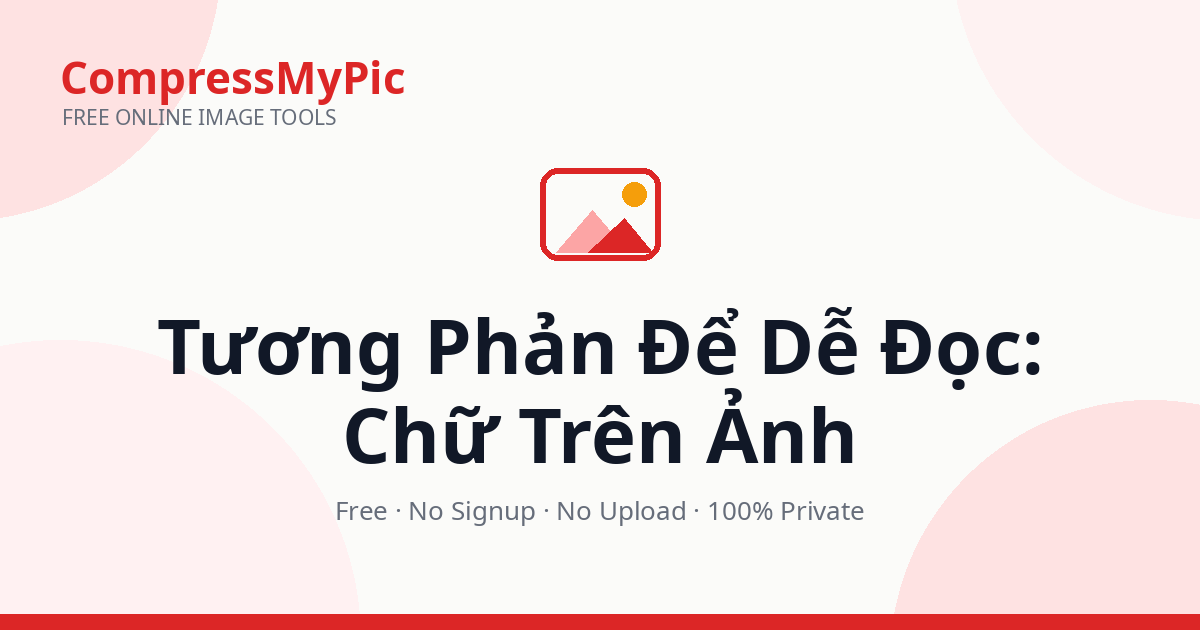 CompressMyPic
FREE ONLINE IMAGE TOOLS
Tương Phản Để Dễ Đọc:
Chữ Trên Ảnh
Free · No Signup · No Upload · 100% Private